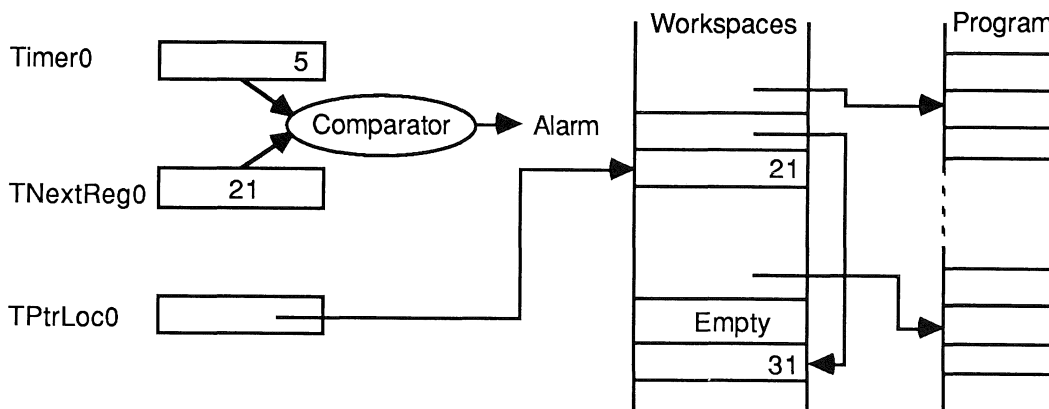 Workspaces
Program
Timer0
5
Comparator
Alarm
TNextReg0
21
21
TPtrLoc0
Empty
31